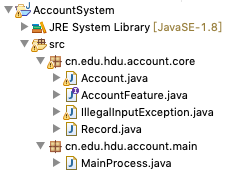 AccountSystem
JRE System Library [JavaSE-1.8]
src
cn.edu.hdu.account.core
Account.java
AccountFeature.java
IllegalInputException.java
Record.java
cn.edu.hdu.account.main
MainProcess.java